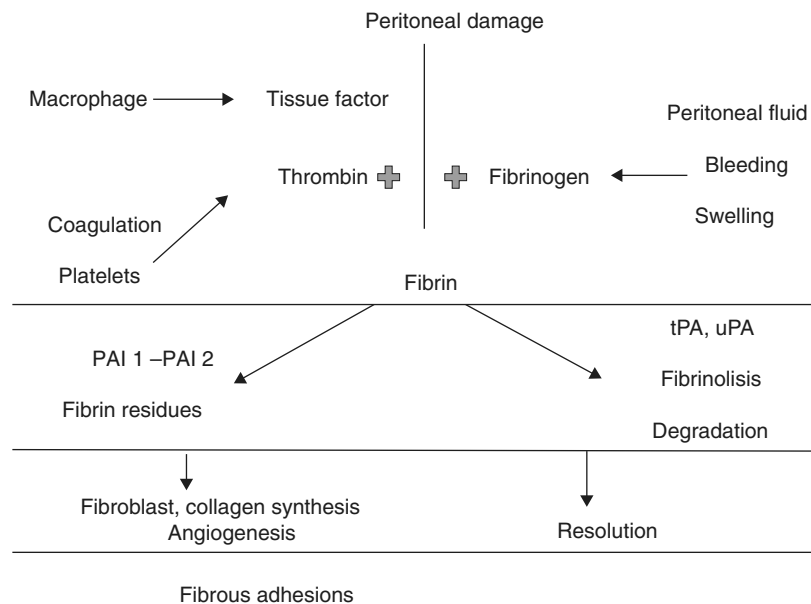 Peritoneal damage
Macrophage
Tissue factor
Peritoneal fluid
Thrombin
Fibrinogen
Bleeding
Coagulation
Swelling
Platelets
Fibrin
tPA, uPA
PAI 1 –PAI 2
Fibrinolisis
Fibrin residues
Degradation
Fibroblast, collagen synthesis
Angiogenesis
Resolution
Fibrous adhesions